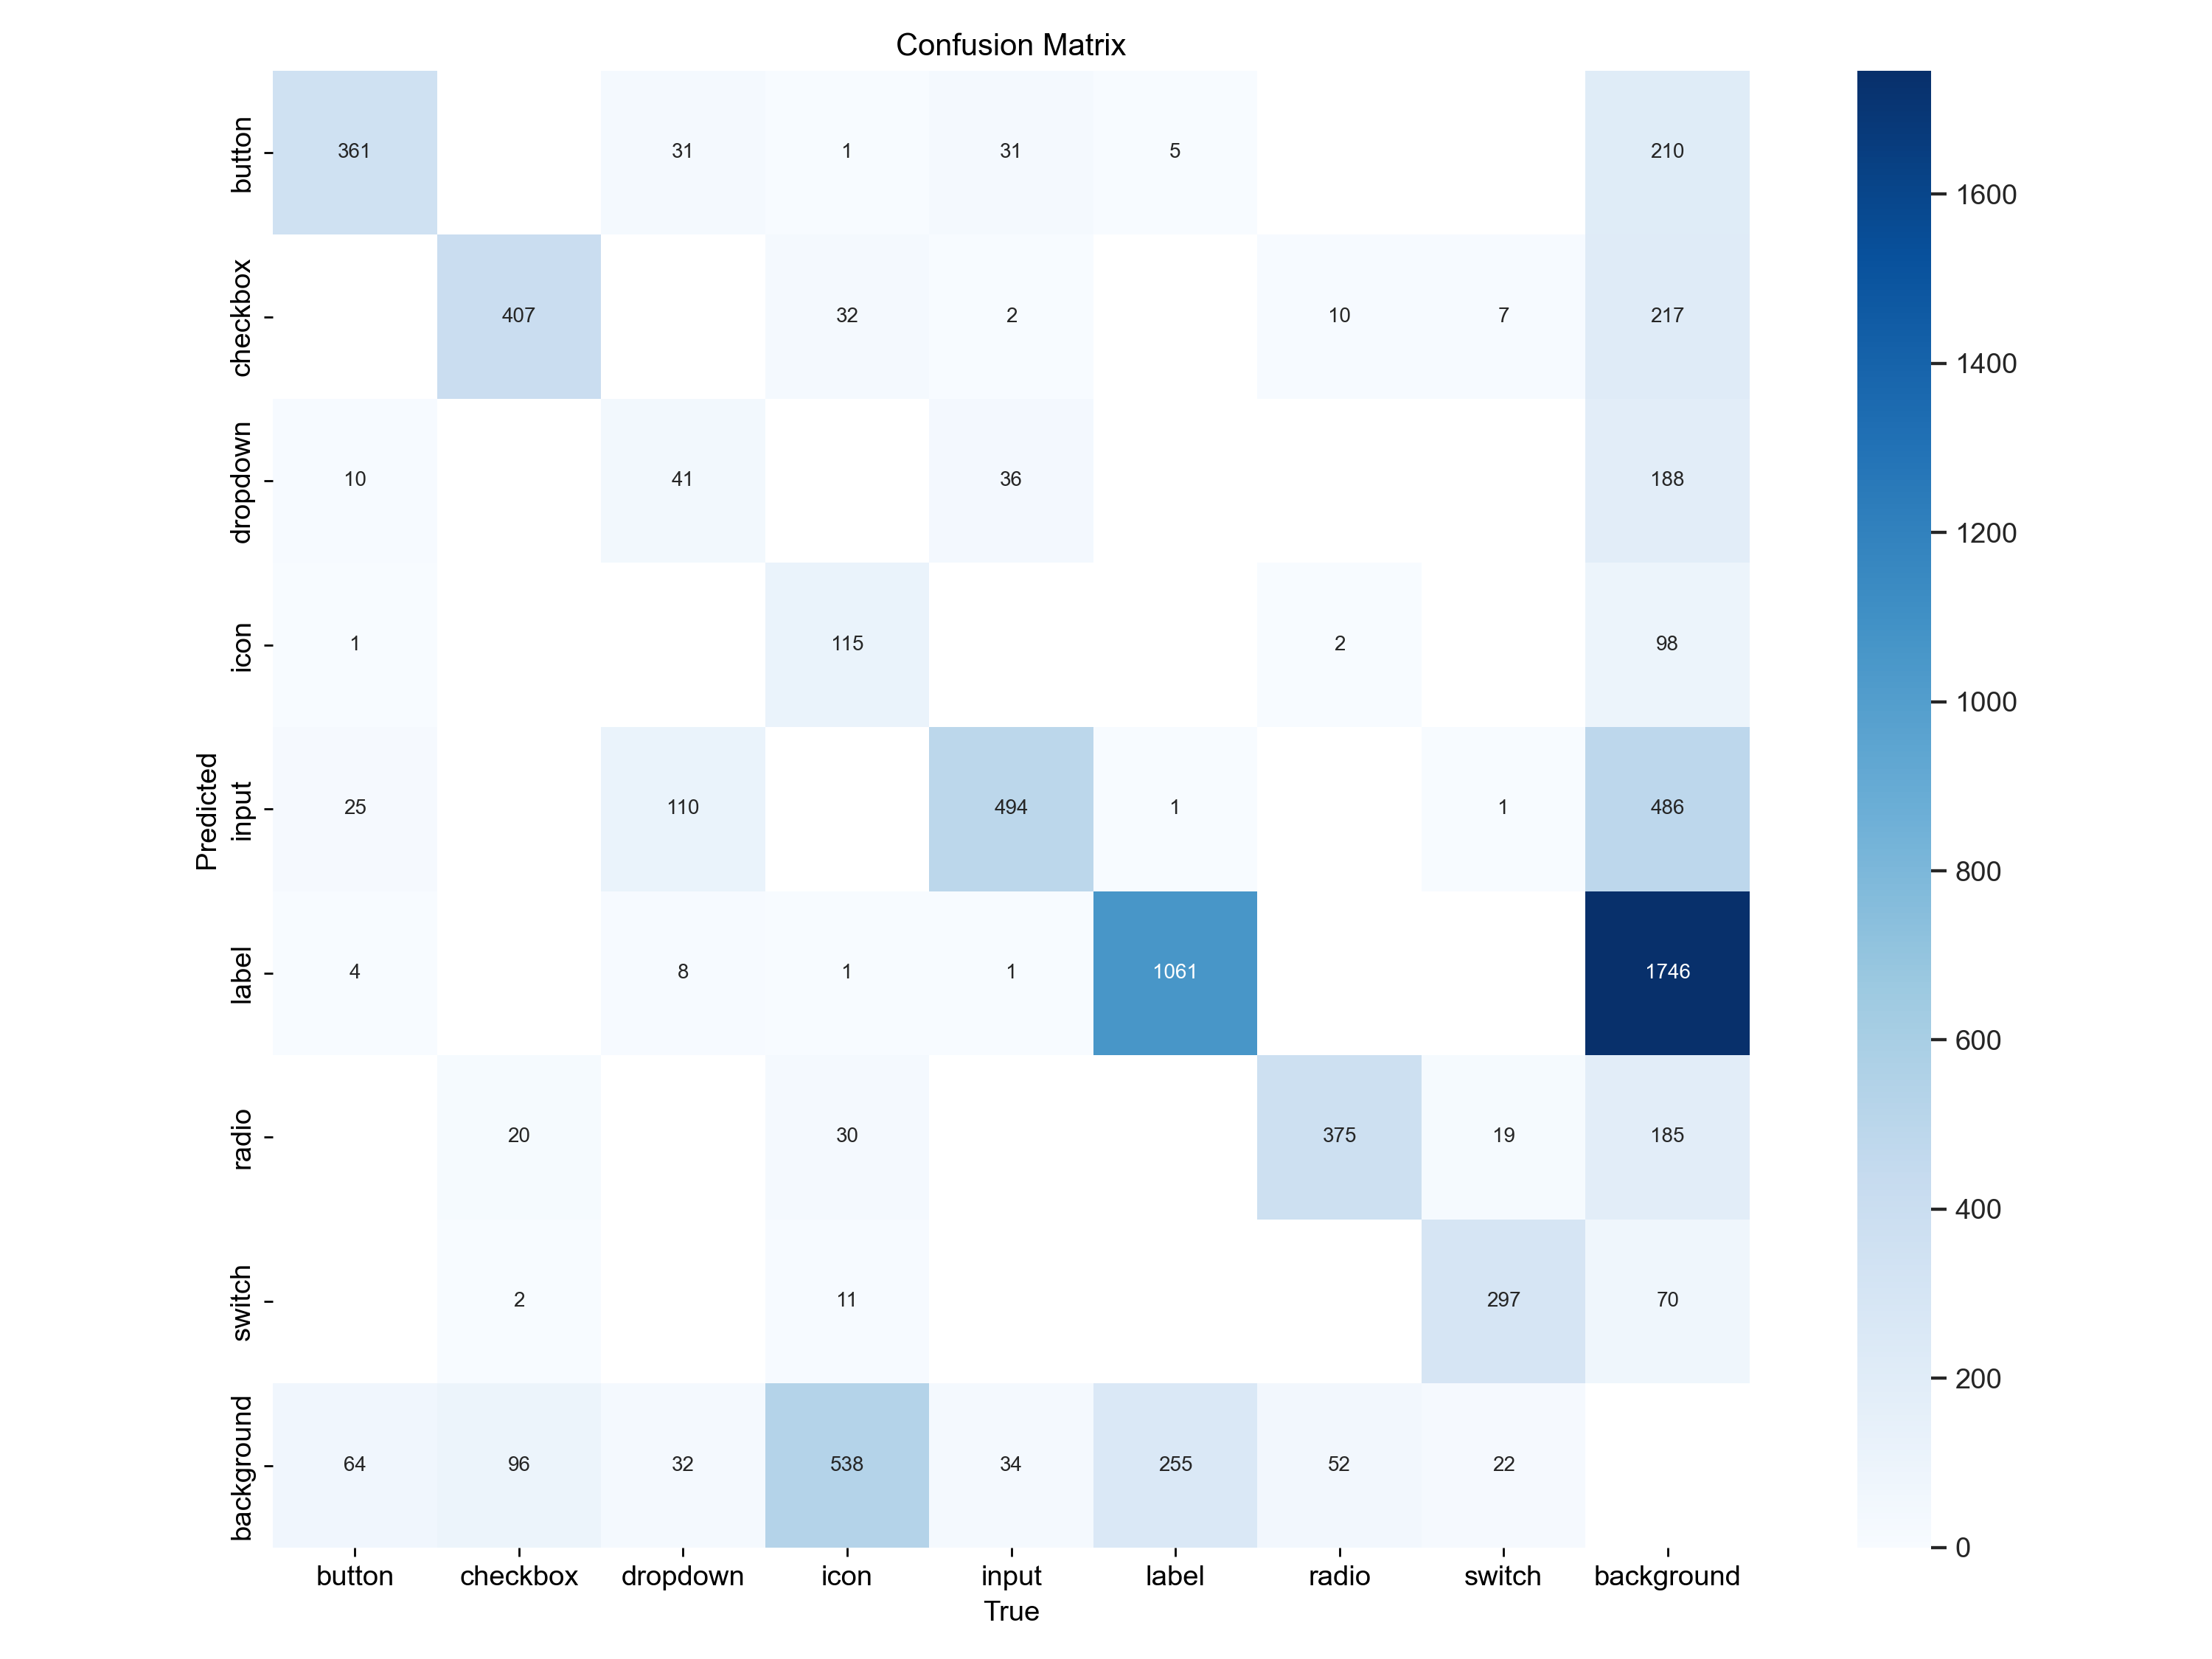 Confusion Matrix
Predicted
button 361 31 1 31 5 210
checkbox 407 32 2 10 7 217
dropdown 10 41 36 188
icon 1 115 2 98
input 25 110 494 1 1 486
label 4 8 1 1 1061 1746
radio 20 30 375 19 185
switch 2 11 297 70
background 64 96 32 538 34 255 52 22
button checkbox dropdown icon input label radio switch background
True
1600
1400
1200
1000
800
600
400
200
0